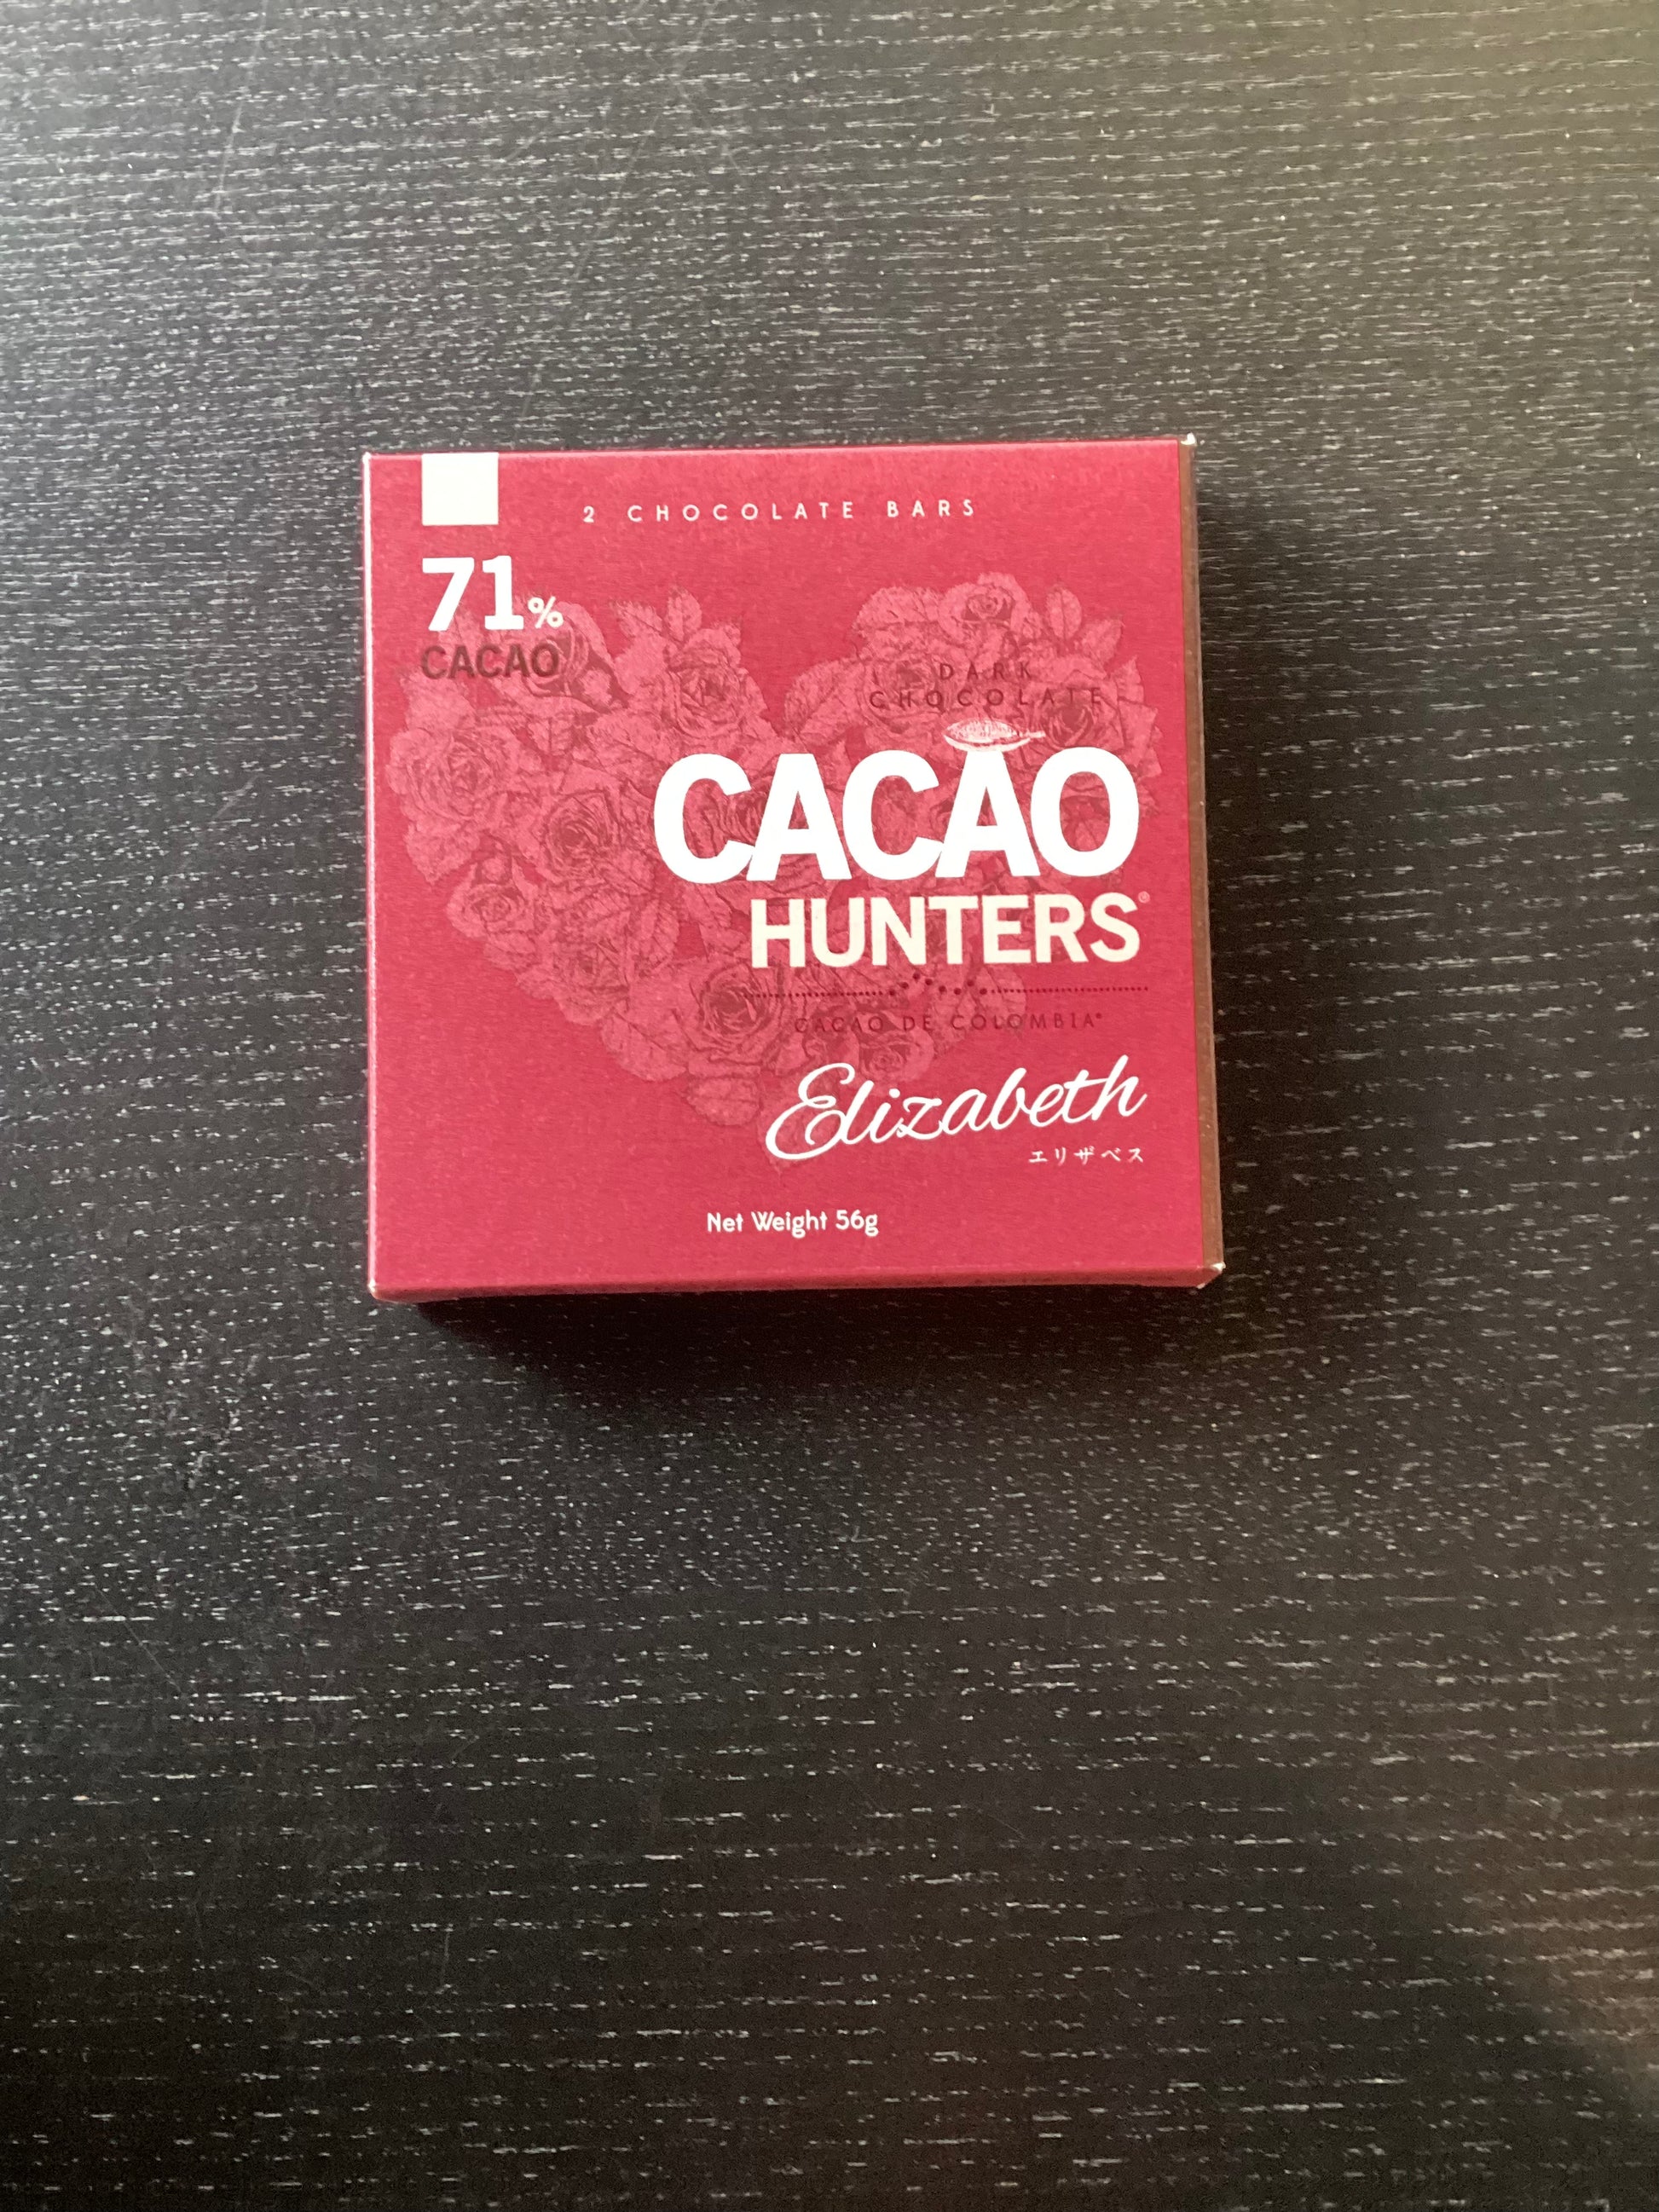 2 CHOCOLATE BARS
71%
CACAO
DARK
CHOCOLATE
CACAO
HUNTERS®
CACAO DE COLOMBIA®
Elizabeth
エリザベス
Net Weight 56g